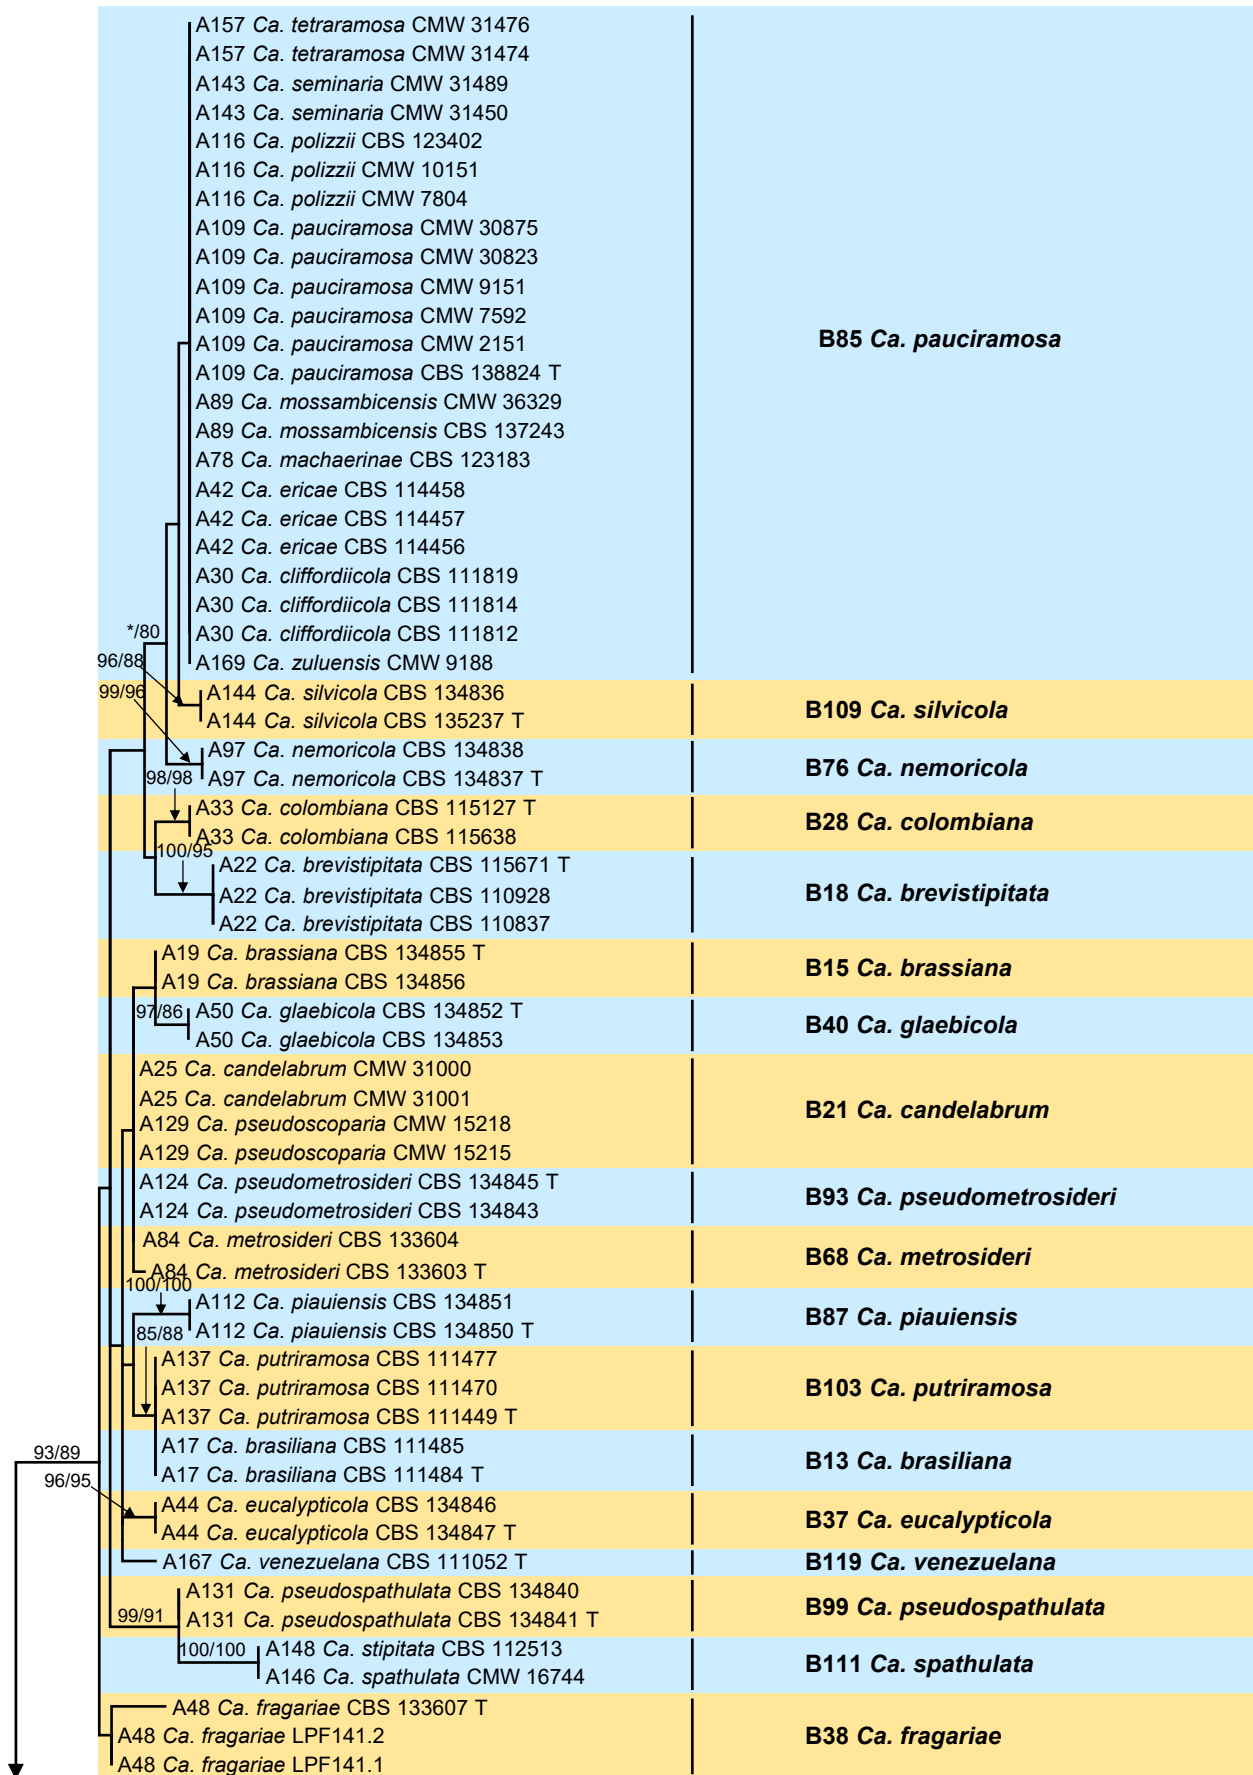 A157 Ca. tetraramosa CMW 31476
A157 Ca. tetraramosa CMW 31474
A143 Ca. seminaria CMW 31489
A143 Ca. seminaria CMW 31450
A116 Ca. polizzii CBS 123402
A116 Ca. polizzii CMW 10151
A116 Ca. polizzii CMW 7804
A109 Ca. pauciramosa CMW 30875
A109 Ca. pauciramosa CMW 30823
A109 Ca. pauciramosa CMW 9151
A109 Ca. pauciramosa CMW 7592
A109 Ca. pauciramosa CMW 2151
A109 Ca. pauciramosa CBS 138824 T
A89 Ca. mossambicensis CMW 36329
A89 Ca. mossambicensis CBS 137243
A78 Ca. machaerinae CBS 123183
A42 Ca. ericae CBS 114458
A42 Ca. ericae CBS 114457
A42 Ca. ericae CBS 114456
A30 Ca. cliffordiicola CBS 111819
A30 Ca. cliffordiicola CBS 111814
A30 Ca. cliffordiicola CBS 111812
A169 Ca. zuluensis CMW 9188
B85 Ca. pauciramosa
*/80
96/88
A144 Ca. silvicola CBS 134836
A144 Ca. silvicola CBS 135237 T
B109 Ca. silvicola
99/96
A97 Ca. nemoricola CBS 134838
A97 Ca. nemoricola CBS 134837 T
B76 Ca. nemoricola
98/98
A33 Ca. colombiana CBS 115127 T
A33 Ca. colombiana CBS 115638
B28 Ca. colombiana
100/95
A22 Ca. brevistipitata CBS 115671 T
A22 Ca. brevistipitata CBS 110928
A22 Ca. brevistipitata CBS 110837
B18 Ca. brevistipitata
A19 Ca. brassiana CBS 134855 T
A19 Ca. brassiana CBS 134856
B15 Ca. brassiana
97/86
A50 Ca. glaebicola CBS 134852 T
A50 Ca. glaebicola CBS 134853
B40 Ca. glaebicola
A25 Ca. candelabrum CMW 31000
A25 Ca. candelabrum CMW 31001
A129 Ca. pseudoscoparia CMW 15218
A129 Ca. pseudoscoparia CMW 15215
B21 Ca. candelabrum
A124 Ca. pseudometrosideri CBS 134845 T
A124 Ca. pseudometrosideri CBS 134843
B93 Ca. pseudometrosideri
A84 Ca. metrosideri CBS 133604
A84 Ca. metrosideri CBS 133603 T
B68 Ca. metrosideri
100/100
A112 Ca. piauiensis CBS 134851
A112 Ca. piauiensis CBS 134850 T
B87 Ca. piauiensis
85/88
A137 Ca. putriramosa CBS 111477
A137 Ca. putriramosa CBS 111470
A137 Ca. putriramosa CBS 111449 T
B103 Ca. putriramosa
A17 Ca. brasiliana CBS 111485
A17 Ca. brasiliana CBS 111484 T
B13 Ca. brasiliana
93/89
96/95
A44 Ca. eucalypticola CBS 134846
A44 Ca. eucalypticola CBS 134847 T
B37 Ca. eucalypticola
A167 Ca. venezuelana CBS 111052 T
B119 Ca. venezuelana
A131 Ca. pseudospathulata CBS 134840
A131 Ca. pseudospathulata CBS 134841 T
B99 Ca. pseudospathulata
99/91
100/100
A148 Ca. stipitata CBS 112513
A146 Ca. spathulata CMW 16744
B111 Ca. spathulata
A48 Ca. fragariae CBS 133607 T
A48 Ca. fragariae LPF141.2
A48 Ca. fragariae LPF141.1
B38 Ca. fragariae